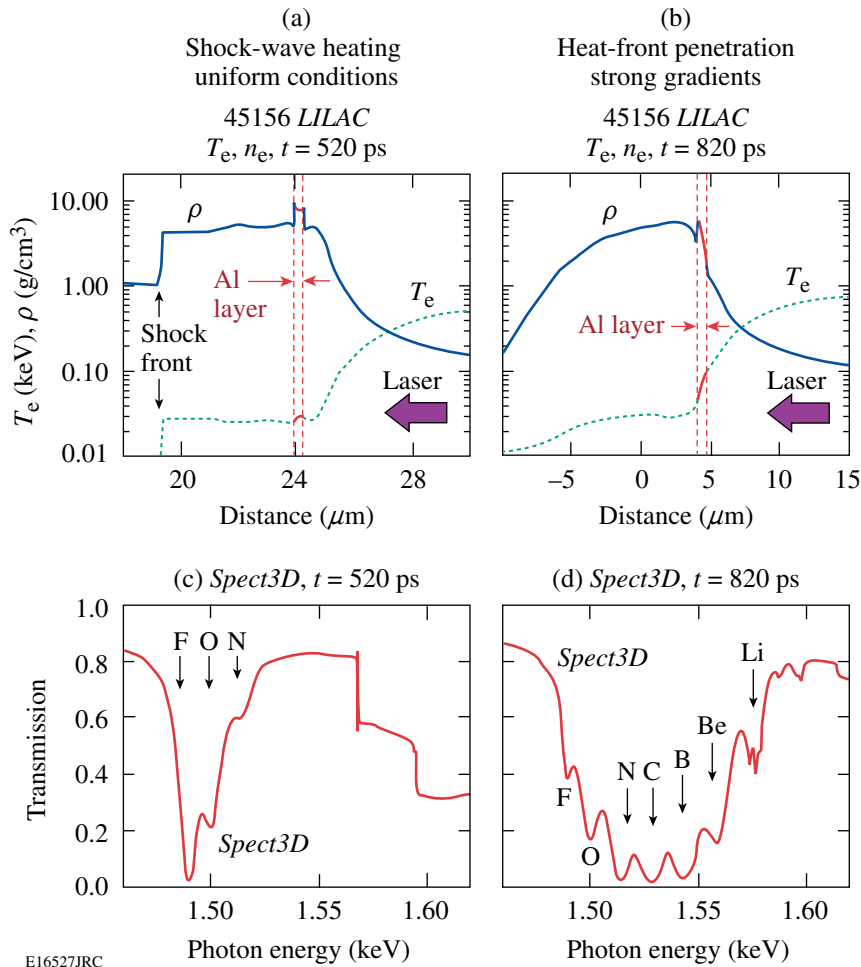 (a)
Shock-wave heating
uniform conditions
45156 LILAC
Te, ne, t = 520 ps
(b)
Heat-front penetration
strong gradients
45156 LILAC
Te, ne, t = 820 ps
Te (keV), ρ (g/cm3)
10.00
1.00
0.10
0.01
ρ
Al
layer
Te
Shock
front
Laser
20
24
28
Distance (μm)
ρ
Te
Al layer
Laser
–5
0
5
10
15
Distance (μm)
(c) Spect3D, t = 520 ps
Transmission
1.0
0.8
0.6
0.4
0.2
0.0
F
O
N
Spect3D
1.50
1.55
1.60
Photon energy (keV)
(d) Spect3D, t = 820 ps
Spect3D
Li
Be
N
C
B
F
O
1.50
1.55
1.60
Photon energy (keV)
E16527JRC